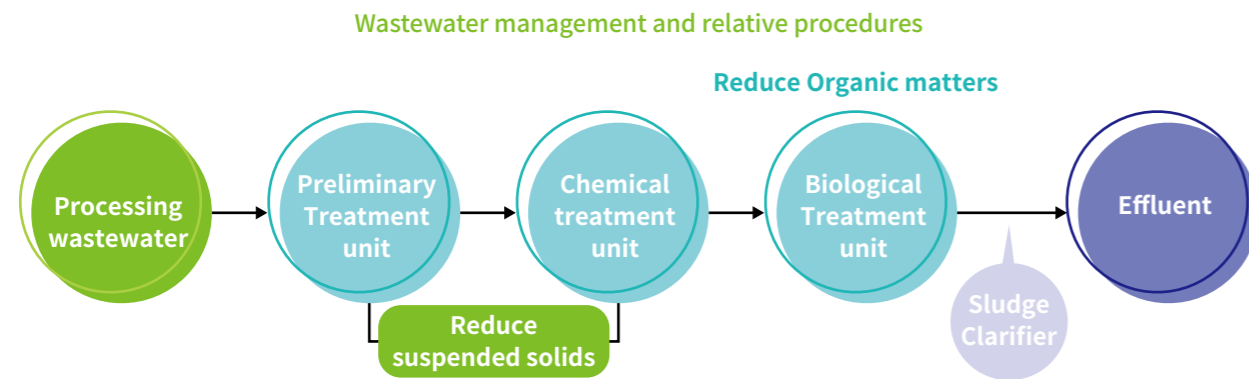 Wastewater management and relative procedures
Reduce Organic matters
Processing
wastewater
Preliminary
Treatment
unit
Chemical
treatment
unit
Biological
Treatment
unit
Effluent
Reduce
suspended solids
Sludge
Clarifier